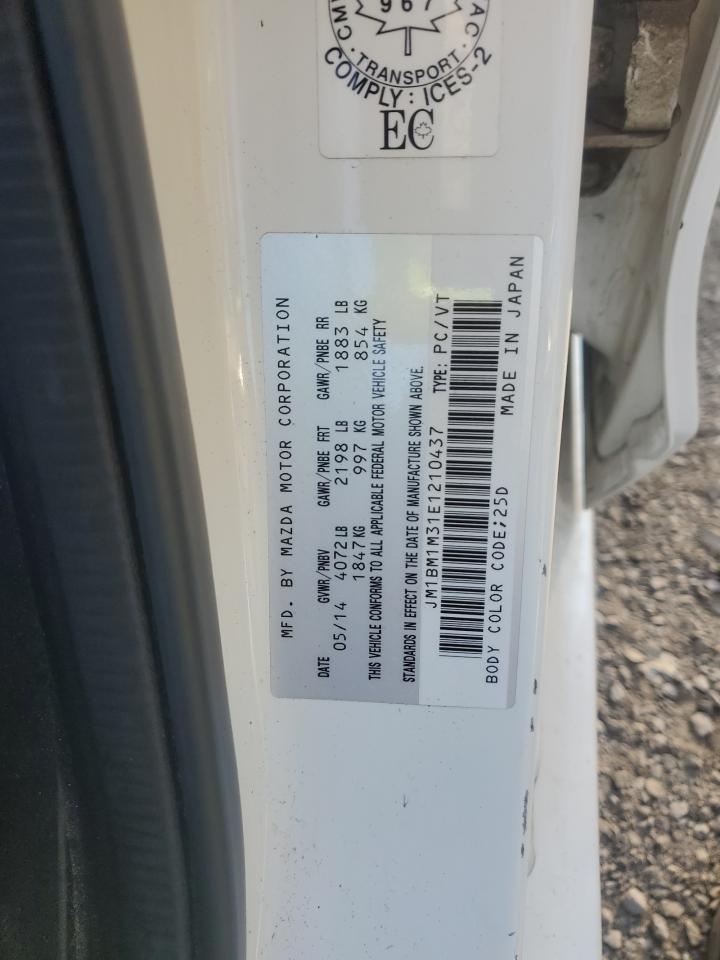 967
· TRANSPORT ·
COMPLY: ICES-2
EC
MFD. BY MAZDA MOTOR CORPORATION
DATE GVWR/PNBV GAWR/PNBE FRT GAWR/PNBE RR
05/14 4072LB 2198 LB 1883 LB
1847KG 997 KG 854 KG
THIS VEHICLE CONFORMS TO ALL APPLICABLE FEDERAL MOTOR VEHICLE SAFETY
STANDARDS IN EFFECT ON THE DATE OF MANUFACTURE SHOWN ABOVE.
JM1BM1M31E1210437 TYPE: PC/VT
BODY COLOR CODE;25D MADE IN JAPAN